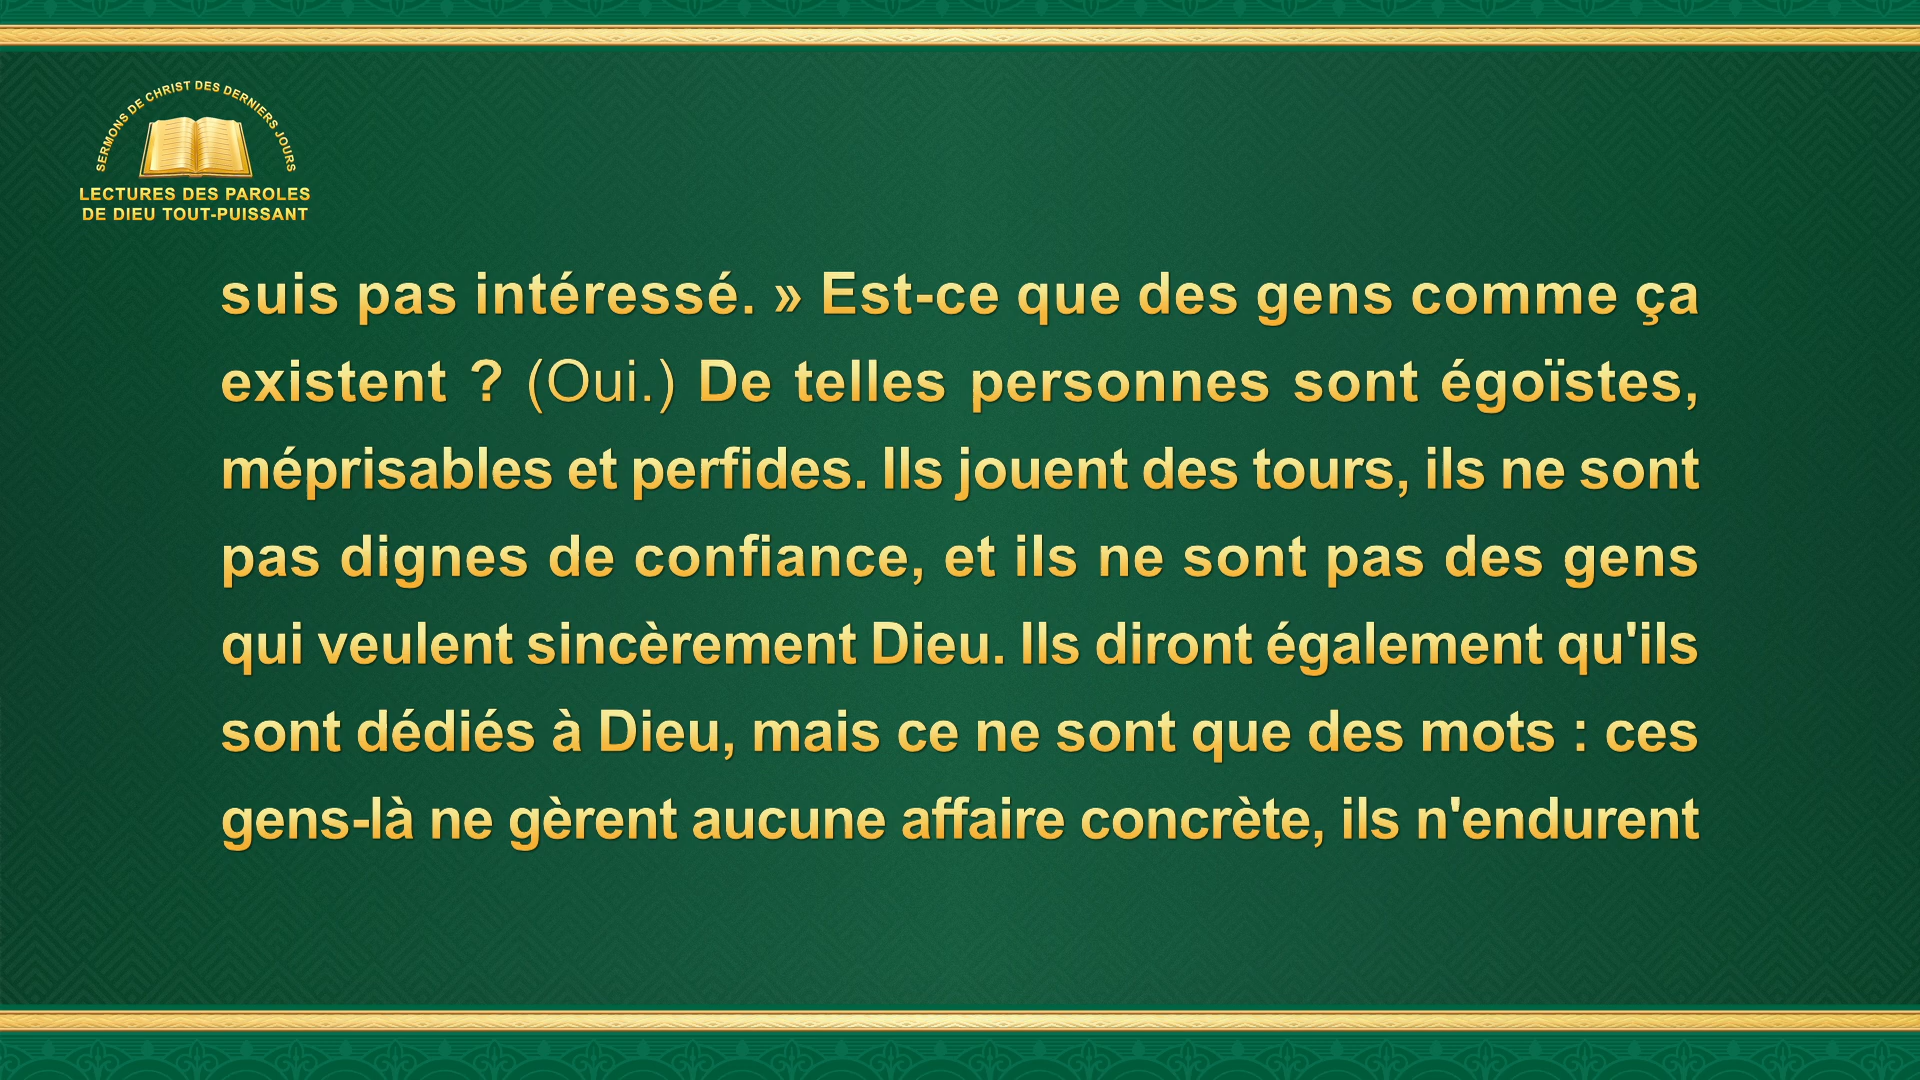 SERMONS DE CHRIST DES DERNIERS JOURS
LECTURES DES PAROLES
DE DIEU TOUT-PUISSANT
suis pas intéressé. » Est-ce que des gens comme ça
existent ? (Oui.) De telles personnes sont égoïstes,
méprisables et perfides. Ils jouent des tours, ils ne sont
pas dignes de confiance, et ils ne sont pas des gens
qui veulent sincèrement Dieu. Ils diront également qu'ils
sont dédiés à Dieu, mais ce ne sont que des mots : ces
gens-là ne gèrent aucune affaire concrète, ils n'endurent